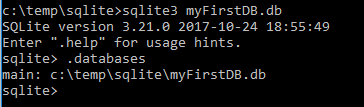 c:\temp\sqlite>sqlite3 myFirstDB.db
SQLite version 3.21.0 2017-10-24 18:55:49
Enter ".help" for usage hints.
sqlite> .databases
main: c:\temp\sqlite\myFirstDB.db
sqlite>